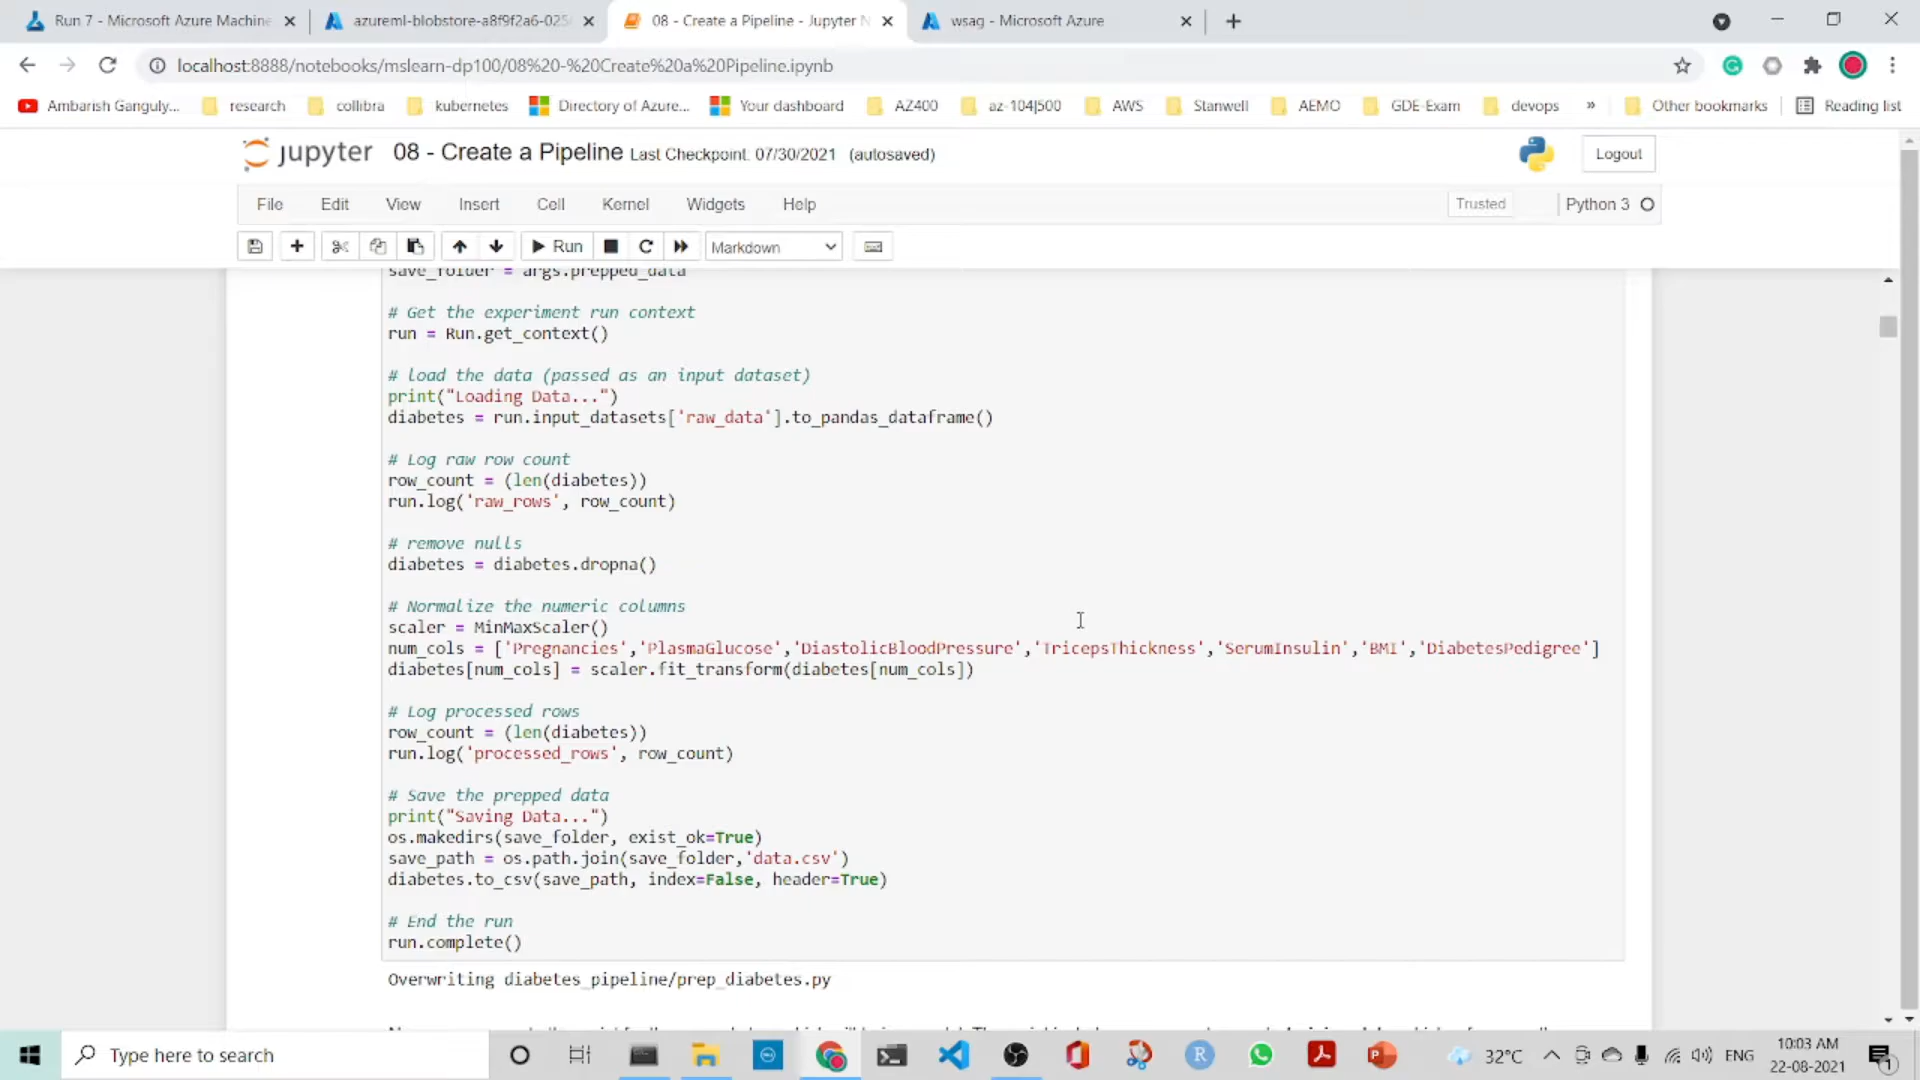 Run 7 - Microsoft Azure Machine
azureml-blobstore-a8f9f2a6-025
08 - Create a Pipeline - Jupyter N
wsag - Microsoft Azure
localhost:8888/notebooks/mslearn-dp100/08%20-%20Create%20a%20Pipeline.ipynb
Ambarish Ganguly...
research
collibra
kubernetes
Directory of Azure...
Your dashboard
AZ400
az-104|500
AWS
Stanwell
AEMO
GDE-Exam
devops
»
Other bookmarks
Reading list
jupyter 08 - Create a Pipeline Last Checkpoint: 07/30/2021 (autosaved)
Logout
File Edit View Insert Cell Kernel Widgets Help
Trusted
Python 3
Run
Markdown
save_folder = args.prepped_data
# Get the experiment run context
run = Run.get_context()
# load the data (passed as an input dataset)
print("Loading Data...")
diabetes = run.input_datasets['raw_data'].to_pandas_dataframe()
# Log raw row count
row_count = (len(diabetes))
run.log('raw_rows', row_count)
# remove nulls
diabetes = diabetes.dropna()
# Normalize the numeric columns
scaler = MinMaxScaler()
num_cols = ['Pregnancies','PlasmaGlucose','DiastolicBloodPressure','TricepsThickness','SerumInsulin','BMI','DiabetesPedigree']
diabetes[num_cols] = scaler.fit_transform(diabetes[num_cols])
# Log processed rows
row_count = (len(diabetes))
run.log('processed_rows', row_count)
# Save the prepped data
print("Saving Data...")
os.makedirs(save_folder, exist_ok=True)
save_path = os.path.join(save_folder,'data.csv')
diabetes.to_csv(save_path, index=False, header=True)
# End the run
run.complete()
Overwriting diabetes_pipeline/prep_diabetes.py
Type here to search
32°C
ENG
10:03 AM
22-08-2021